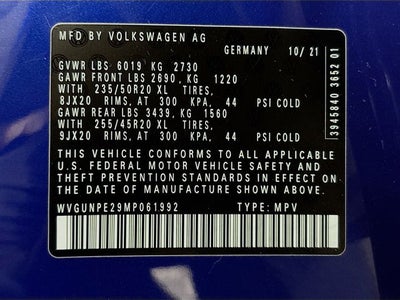 MFD BY VOLKSWAGEN AG
GERMANY 10/21
GVWR LBS 6019 KG 2730
GAWR FRONT LBS 2690, KG 1220
WITH 235/50R20 XL TIRES,
8JX20 RIMS, AT 300 KPA, 44 PSI COLD
GAWR REAR LBS 3439, KG 1560
WITH 255/45R20 XL TIRES,
9JX20 RIMS, AT 300 KPA, 44 PSI COLD
THIS VEHICLE CONFORMS TO ALL APPLICABLE
U.S. FEDERAL MOTOR VEHICLE SAFETY AND
THEFT PREVENTION STANDARDS IN EFFECT ON
THE DATE OF MANUFACTURE SHOWN ABOVE.
WVGUNPE29MP061992 TYPE: MPV
3945840 3652 01